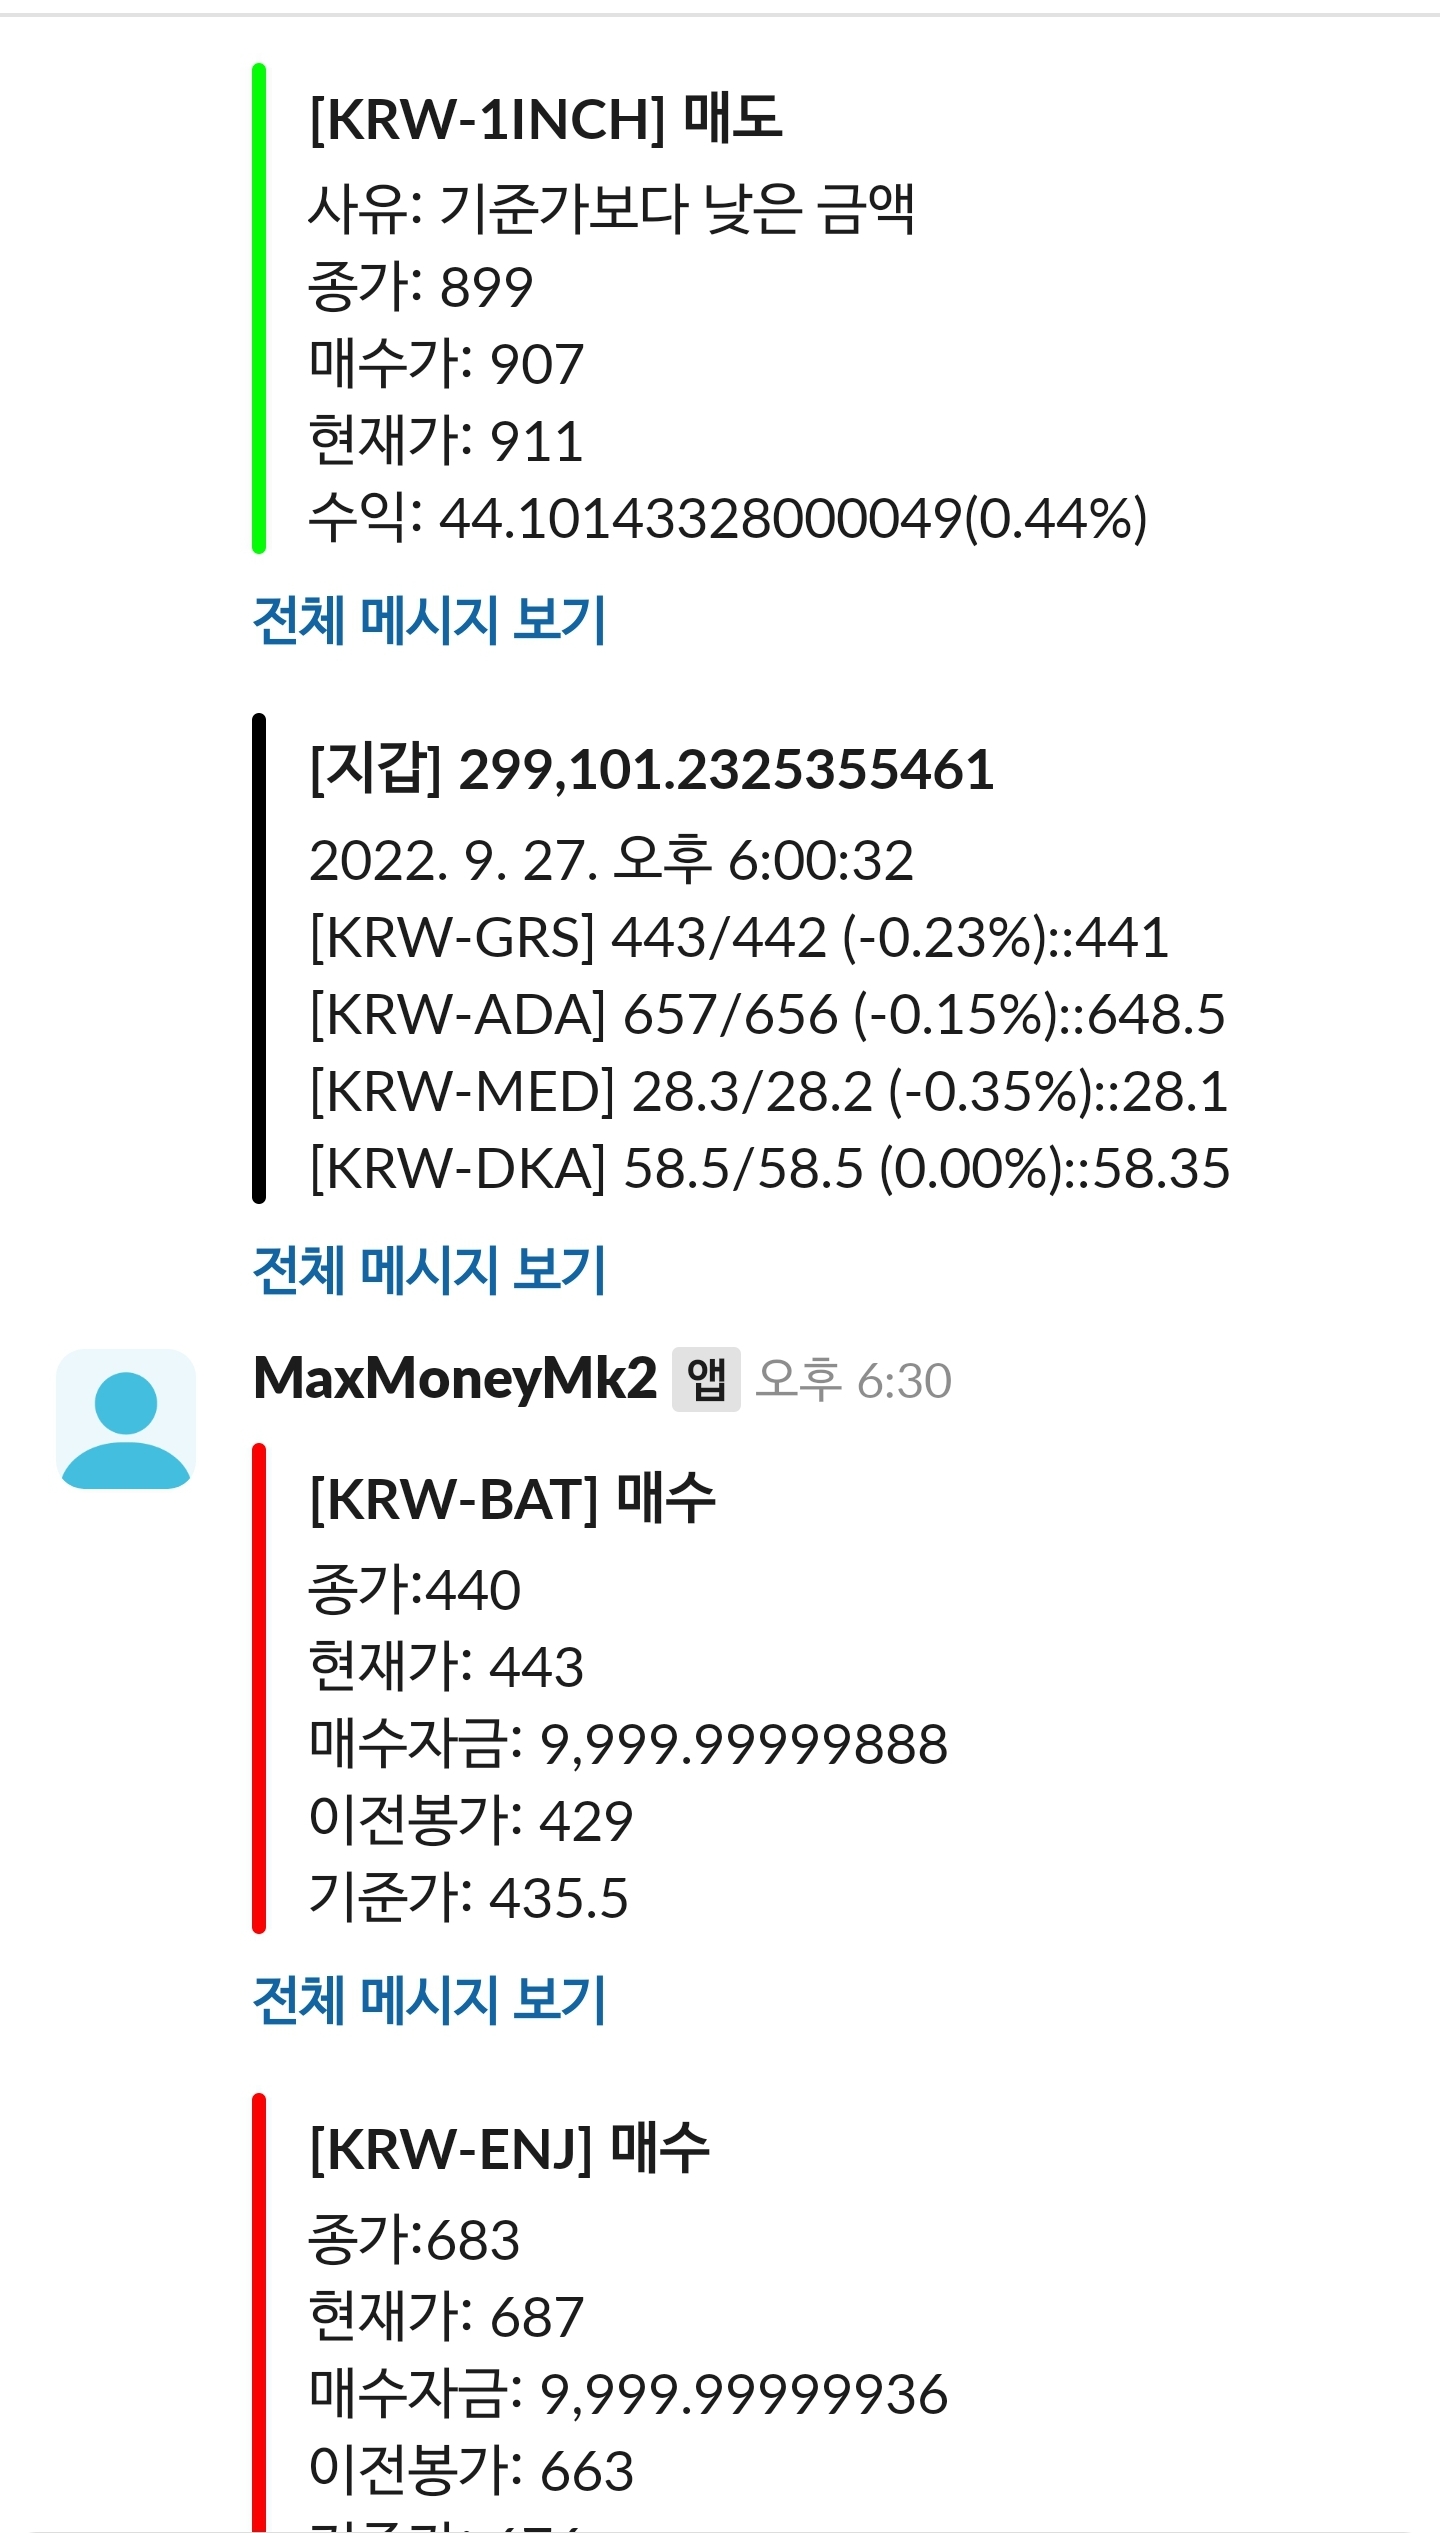 [KRW-1INCH] 매도
사유: 기준가보다 낮은 금액
종가: 899
매수가: 907
현재가: 911
수익: 44.10143328000049(0.44%)
전체 메시지 보기
[지갑] 299,101.2325355461
2022. 9. 27. 오후 6:00:32
[KRW-GRS] 443/442 (-0.23%)::441
[KRW-ADA] 657/656 (-0.15%)::648.5
[KRW-MED] 28.3/28.2 (-0.35%)::28.1
[KRW-DKA] 58.5/58.5 (0.00%)::58.35
전체 메시지 보기
MaxMoneyMk2 앱 오후 6:30
[KRW-BAT] 매수
종가:440
현재가: 443
매수자금: 9,999.99999888
이전봉가: 429
기준가: 435.5
전체 메시지 보기
[KRW-ENJ] 매수
종가:683
현재가: 687
매수자금: 9,999.99999936
이전봉가: 663